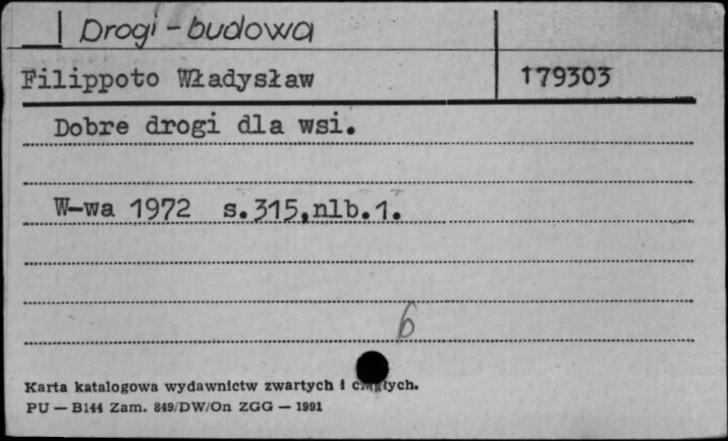 Drogi - budowa
Filippoto Władysław 179303
Dobre drogi dla wsi.
W-wa 1972 s.315,nlb.1.
6
Karta katalogowa wydawnictw zwartych i ciągłych.
PU — B144 Zam. 849/DW/On ZGG — 1991